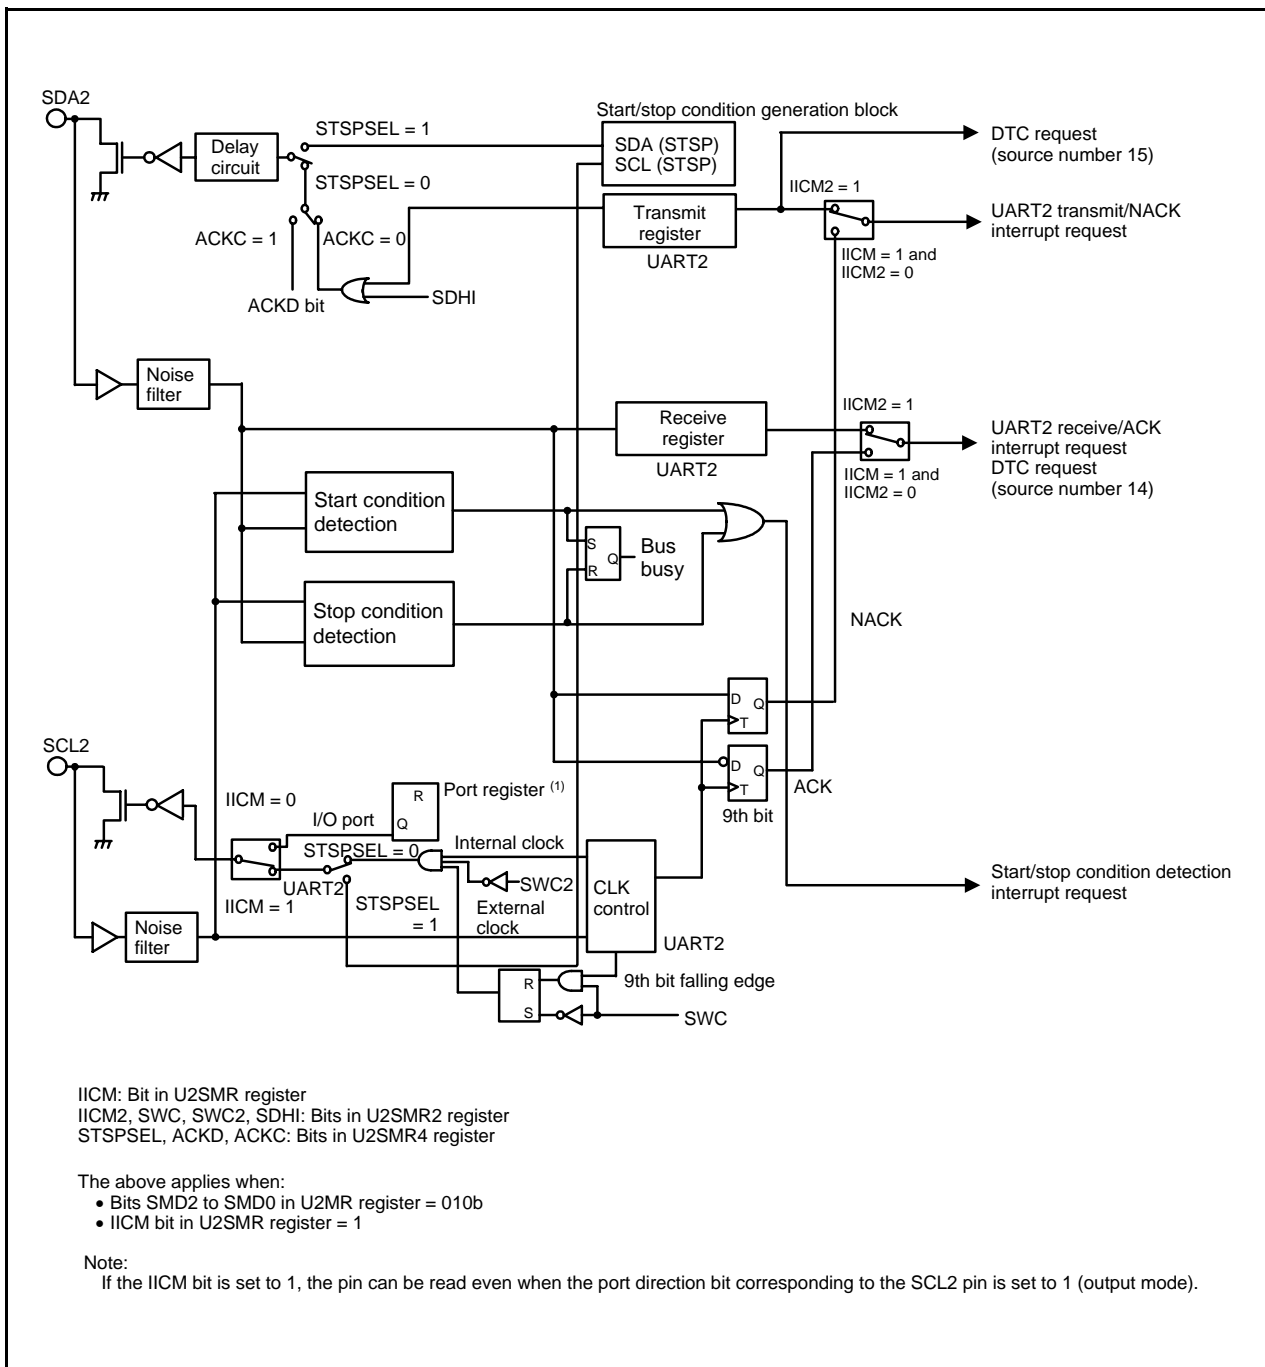 SDA2
Start/stop condition generation block
STSPSEL = 1
SDA (STSP)
SCL (STSP)
DTC request
(source number 15)
Delay
circuit
STSPSEL = 0
IICM2 = 1
Transmit
register
UART2
UART2 transmit/NACK
interrupt request
ACKC = 1
ACKC = 0
IICM = 1 and
IICM2 = 0
ACKD bit
SDHI
Noise
filter
IICM2 = 1
Receive
register
UART2
UART2 receive/ACK
interrupt request
DTC request
(source number 14)
IICM = 1 and
IICM2 = 0
Start condition
detection
S
R
Q
Bus
busy
Stop condition
detection
NACK
D
Q
T
SCL2
D
Q
T
ACK
9th bit
IICM = 0
R
Q
Port register (1)
I/O port
STSPSEL = 0
Internal clock
UART2
SWC2
CLK
control
Start/stop condition detection
interrupt request
IICM = 1
STSPSEL
= 1
External
clock
Noise
filter
UART2
R
S
9th bit falling edge
SWC
IICM: Bit in U2SMR register
IICM2, SWC, SWC2, SDHI: Bits in U2SMR2 register
STSPSEL, ACKD, ACKC: Bits in U2SMR4 register
The above applies when:
• Bits SMD2 to SMD0 in U2MR register = 010b
• IICM bit in U2SMR register = 1
Note:
If the IICM bit is set to 1, the pin can be read even when the port direction bit corresponding to the SCL2 pin is set to 1 (output mode).